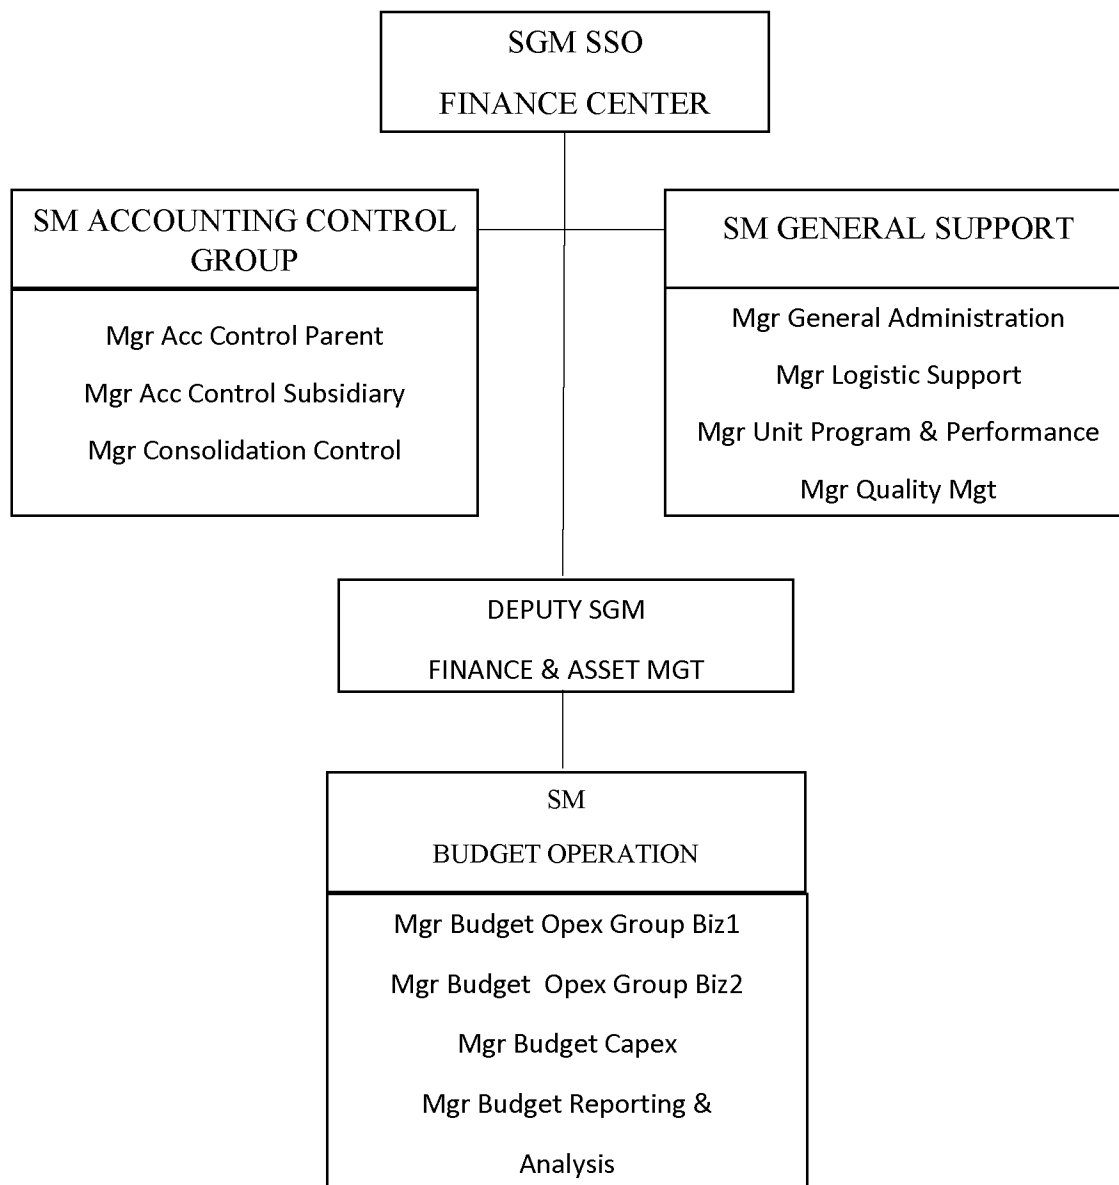 SGM SSO
FINANCE CENTER
SM ACCOUNTING CONTROL
GROUP
Mgr Acc Control Parent
Mgr Acc Control Subsidiary
Mgr Consolidation Control
SM GENERAL SUPPORT
Mgr General Administration
Mgr Logistic Support
Mgr Unit Program & Performance
Mgr Quality Mgt
DEPUTY SGM
FINANCE & ASSET MGT
SM
BUDGET OPERATION
Mgr Budget Opex Group Biz1
Mgr Budget  Opex Group Biz2
Mgr Budget Capex
Mgr Budget Reporting &
Analysis